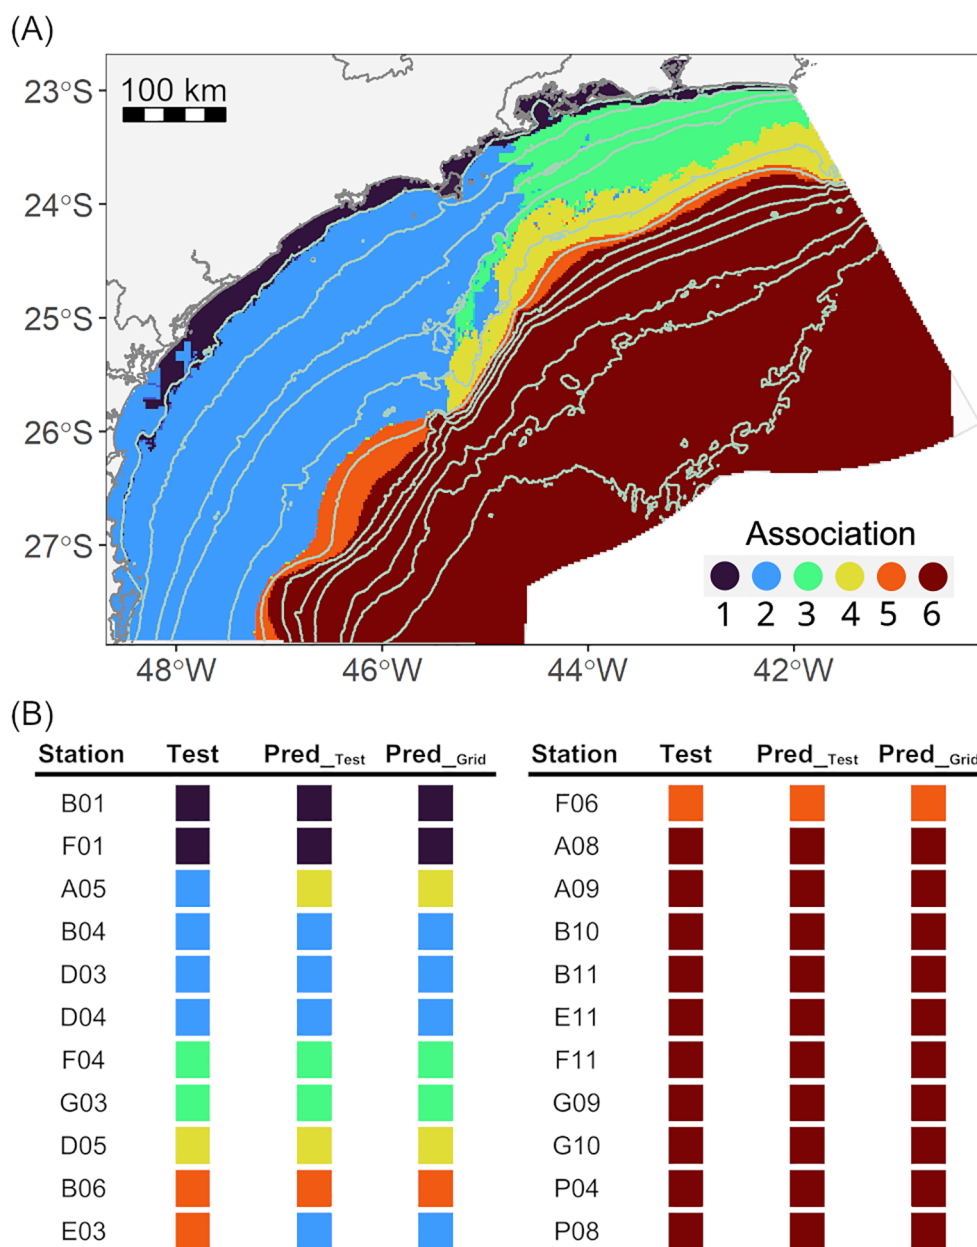 (A)
23°S
24°S
25°S
26°S
27°S
100 km
Association
1 2 3 4 5 6
48°W 46°W 44°W 42°W
(B)
Station Test Pred_Test Pred_Grid Station Test Pred_Test Pred_Grid
B01 F06
F01 A08
A05 A09
B04 B10
D03 B11
D04 E11
F04 F11
G03 G09
D05 G10
B06 P04
E03 P08